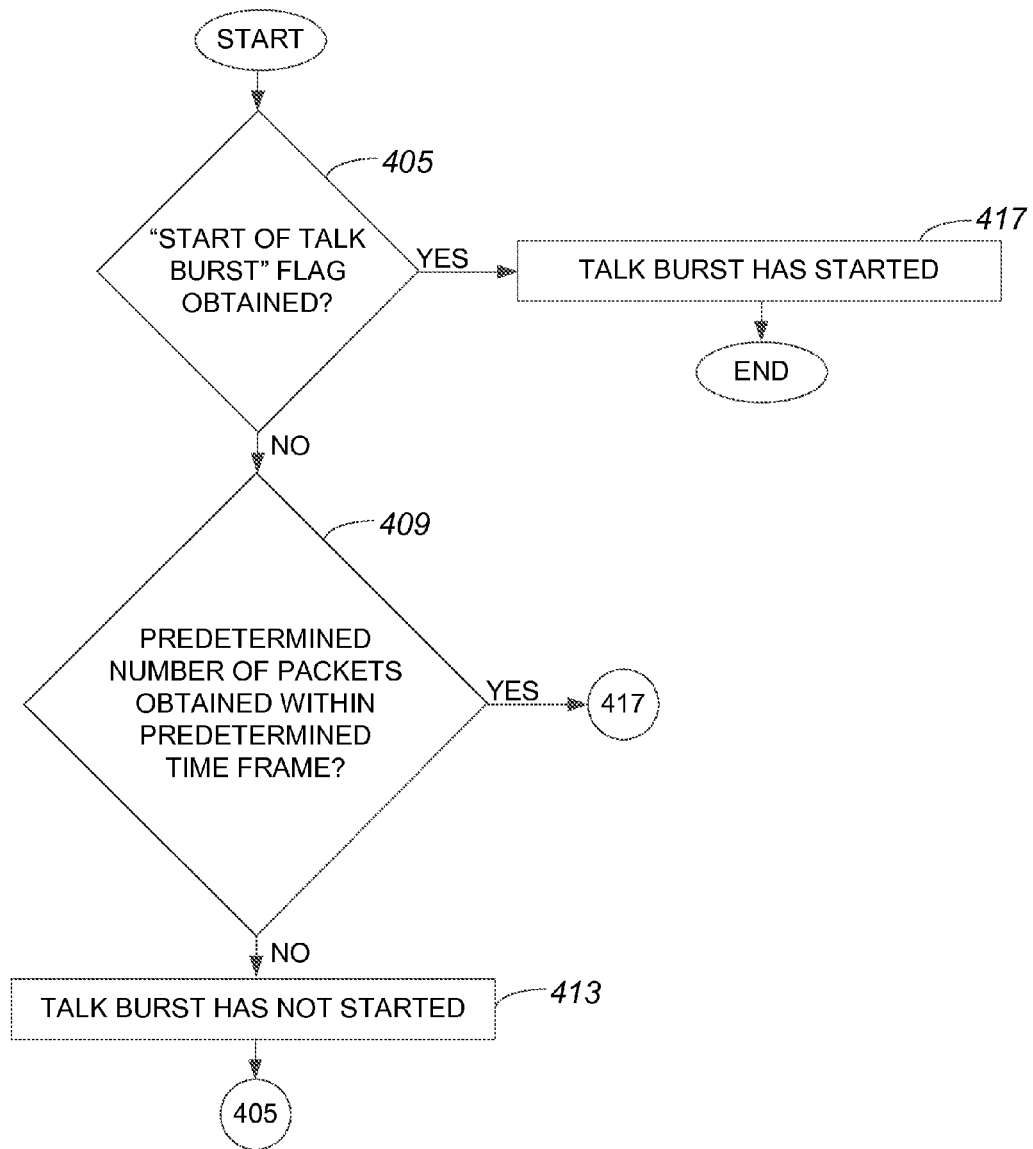 START
405
“START OF TALK
BURST” FLAG
OBTAINED?
YES
417
TALK BURST HAS STARTED
END
NO
409
PREDETERMINED
NUMBER OF PACKETS
OBTAINED WITHIN
PREDETERMINED
TIME FRAME?
YES
417
NO
TALK BURST HAS NOT STARTED
413
405